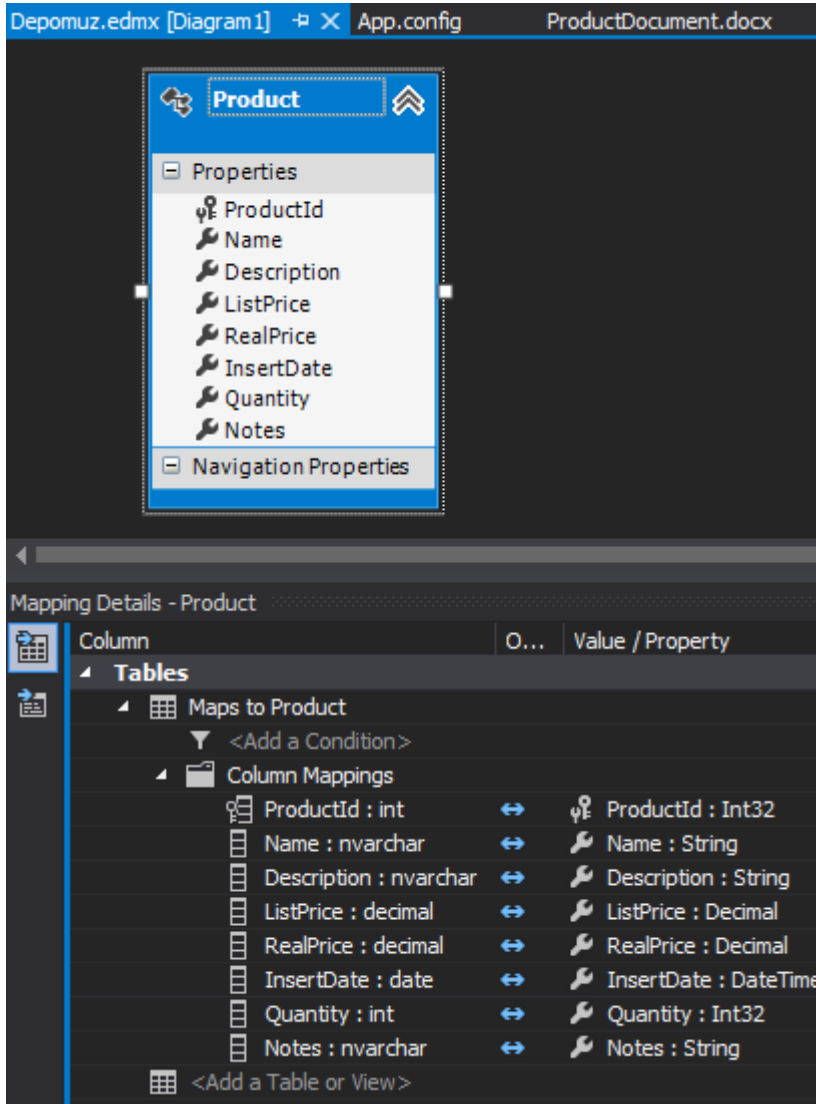 Depomuz.edmx [Diagram1] App.config ProductDocument.docx
Product
Properties
ProductId
Name
Description
ListPrice
RealPrice
InsertDate
Quantity
Notes
Navigation Properties
Mapping Details - Product
Column O... Value / Property
Tables
Maps to Product
<Add a Condition>
Column Mappings
ProductId : int ProductId : Int32
Name : nvarchar Name : String
Description : nvarchar Description : String
ListPrice : decimal ListPrice : Decimal
RealPrice : decimal RealPrice : Decimal
InsertDate : date InsertDate : DateTime
Quantity : int Quantity : Int32
Notes : nvarchar Notes : String
<Add a Table or View>